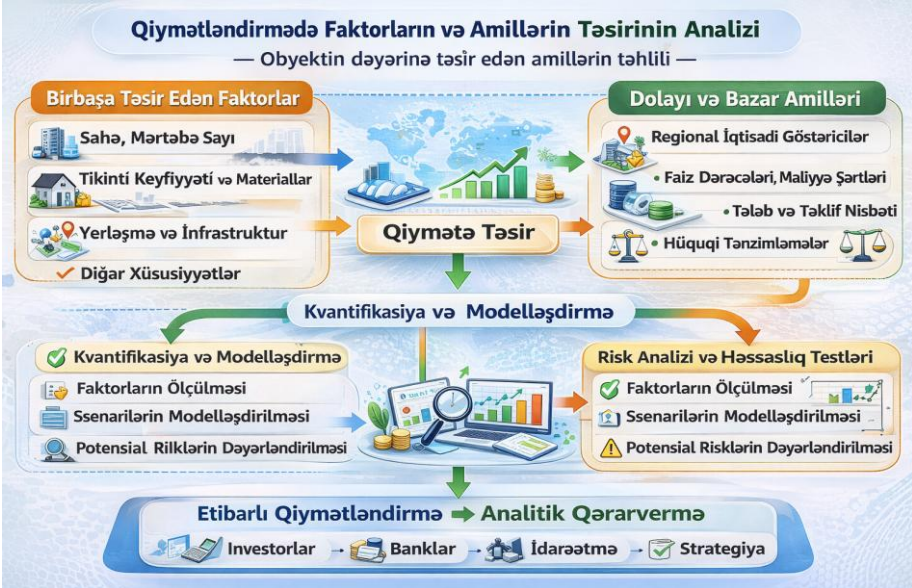 Qiymətləndirmədə Faktorların və Amillərin Təsirinin Analizi
— Obyektin dəyərinə təsir edən amillərin təhlili —
Birbaşa Təsir Edən Faktorlar
Sahə, Mərtəbə Sayı
Tikinti Keyfiyyəti və Materiallar
Yerləşmə və İnfrastruktur
Diğar Xüsusiyyətlər
Qiymətə Təsir
Dolayı və Bazar Amilləri
Regional İqtisadi Göstəricilər
• Faiz Dərəcələri, Maliyyə Şərtləri
• Tələb və Təklif Nisbəti
• Hüquqi Tənzimləmələr
Kvantifikasiya və Modelləşdirmə
Kvantifikasiya və Modelləşdirmə
Faktorların Ölçülməsi
Ssenarilərin Modelləşdirilməsi
Potensial Rilklərin Dəyərləndirilməsi
Risk Analizi və Həssaslıq Testləri
Faktorların Ölçülməsi
Ssenarilərin Modelləşdirilməsi
Potensial Risklərin Dəyərləndirilməsi
Etibarlı Qiymətləndirmə ➡ Analitik Qərarvermə
Investorlar → Banklar → İdarəətmə → Strategiya